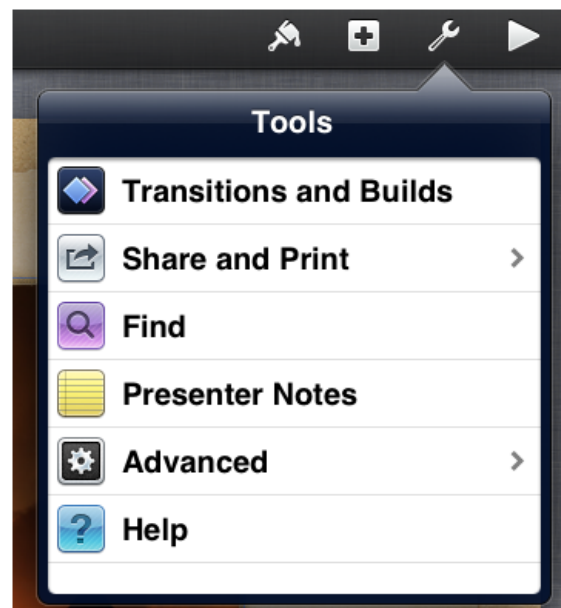 Tools
Transitions and Builds
Share and Print
Find
Presenter Notes
Advanced
Help